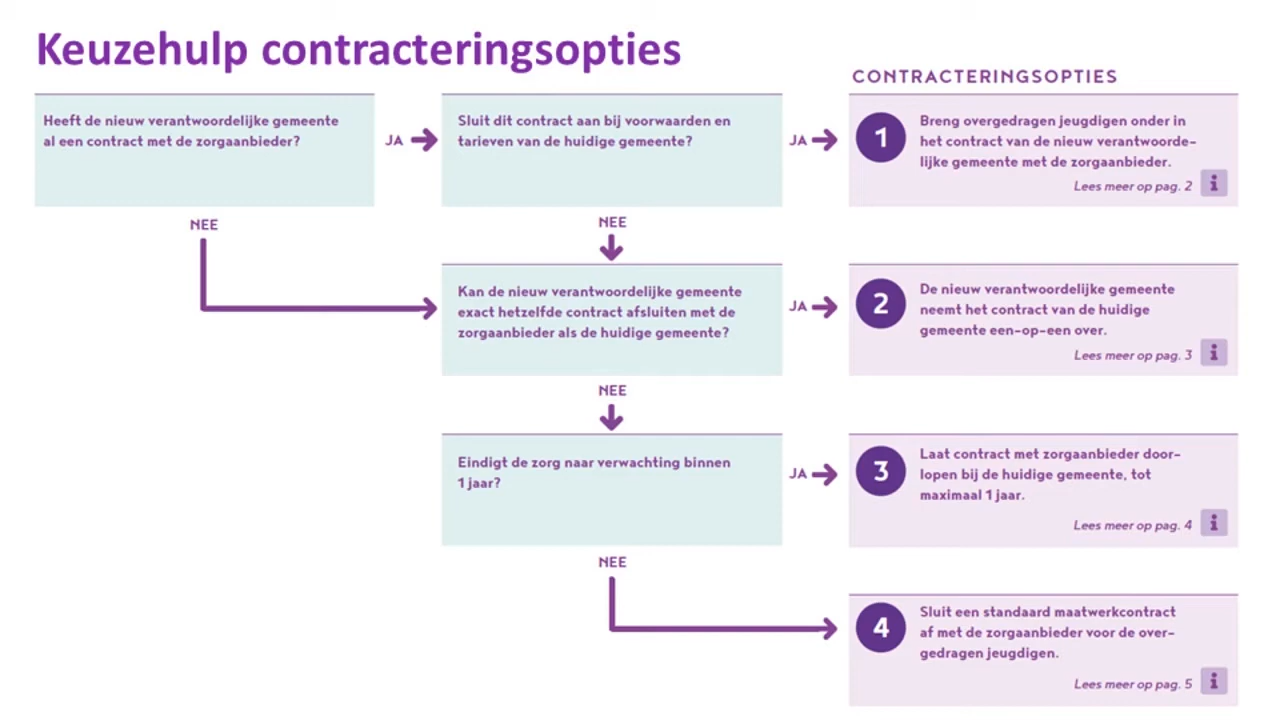 Keuzehulp contracteringsopties
CONTRACTERINGSOPTIES
Heeft de nieuw verantwoordelijke gemeente
al een contract met de zorgaanbieder?
JA
Sluit dit contract aan bij voorwaarden en
tarieven van de huidige gemeente?
JA
1
Breng overgedragen jeugdigen onder in
het contract van de nieuw verantwoorde-
lijke gemeente met de zorgaanbieder.
Lees meer op pag. 2
i
NEE
NEE
Kan de nieuw verantwoordelijke gemeente
exact hetzelfde contract afsluiten met de
zorgaanbieder als de huidige gemeente?
JA
2
De nieuw verantwoordelijke gemeente
neemt het contract van de huidige
gemeente een-op-een over.
Lees meer op pag. 3
i
NEE
Eindigt de zorg naar verwachting binnen
1 jaar?
JA
3
Laat contract met zorgaanbieder door-
lopen bij de huidige gemeente, tot
maximaal 1 jaar.
Lees meer op pag. 4
i
NEE
4
Sluit een standaard maatwerkcontract
af met de zorgaanbieder voor de over-
gedragen jeugdigen.
Lees meer op pag. 5
i